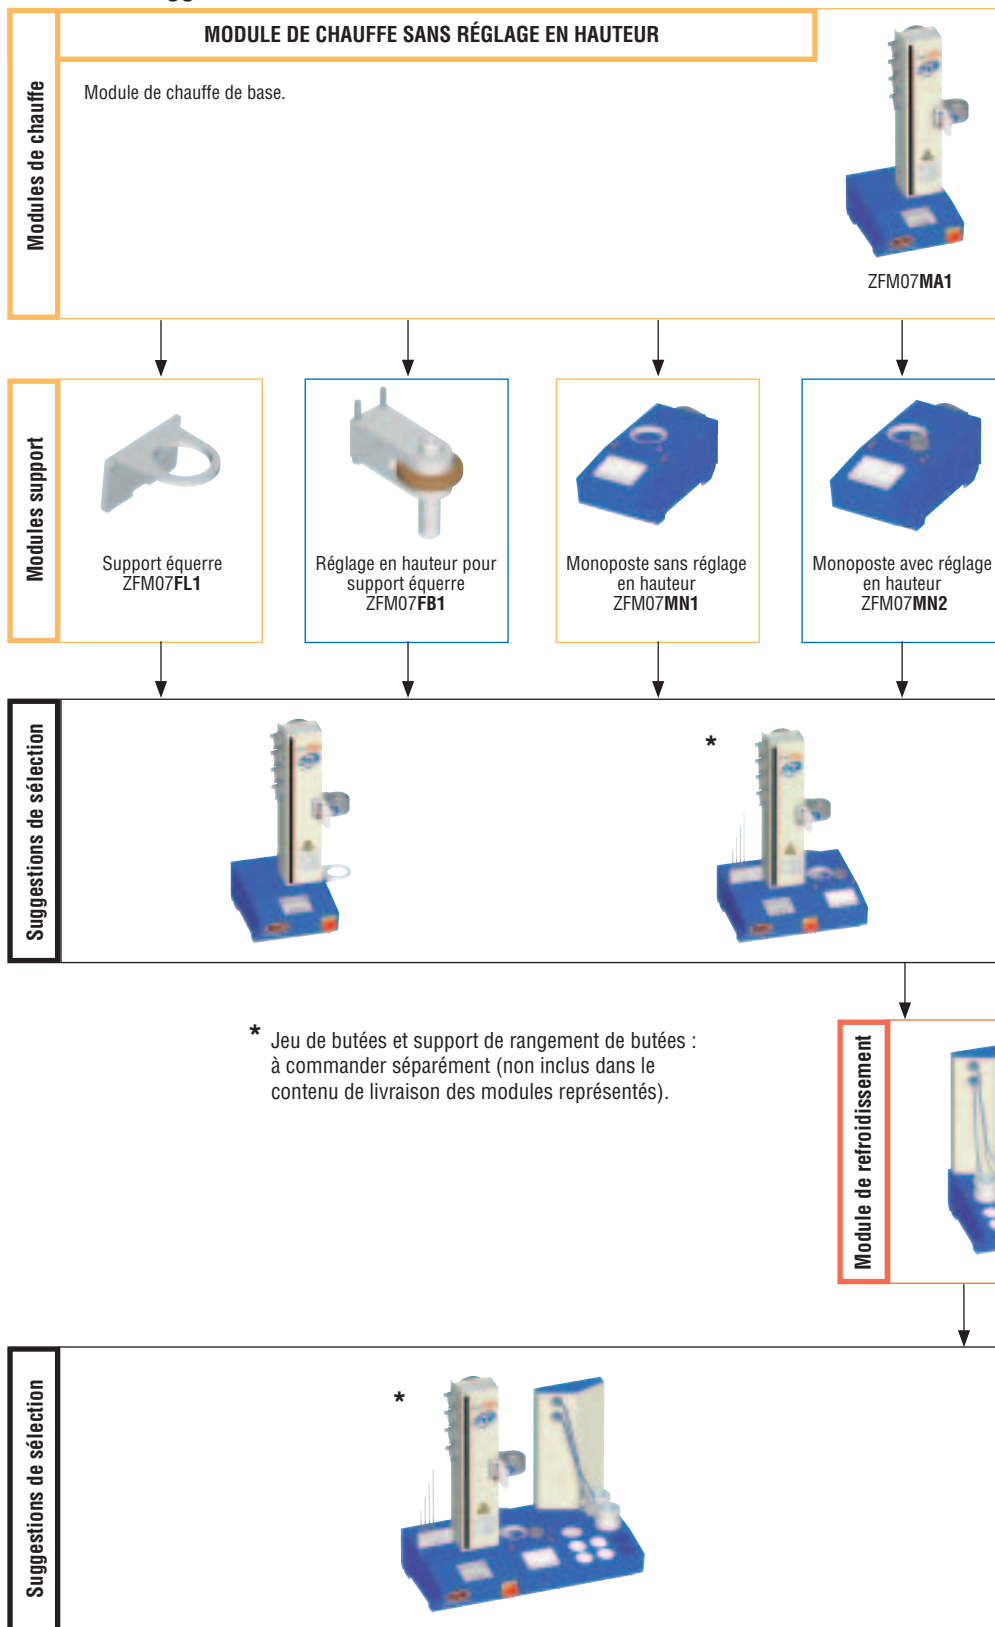 MODULE DE CHAUFFE SANS RÉGLAGE EN HAUTEUR
Modules de chauffe
Module de chauffe de base.
ZFM07MA1
Modules support
Support équerre
ZFM07FL1
Réglage en hauteur pour
support équerre
ZFM07FB1
Monoposte sans réglage
en hauteur
ZFM07MN1
Monoposte avec réglage
en hauteur
ZFM07MN2
Suggestions de sélection
*
* Jeu de butées et support de rangement de butées :
à commander séparément (non inclus dans le
contenu de livraison des modules représentés).
Module de refroidissement
Suggestions de sélection
*